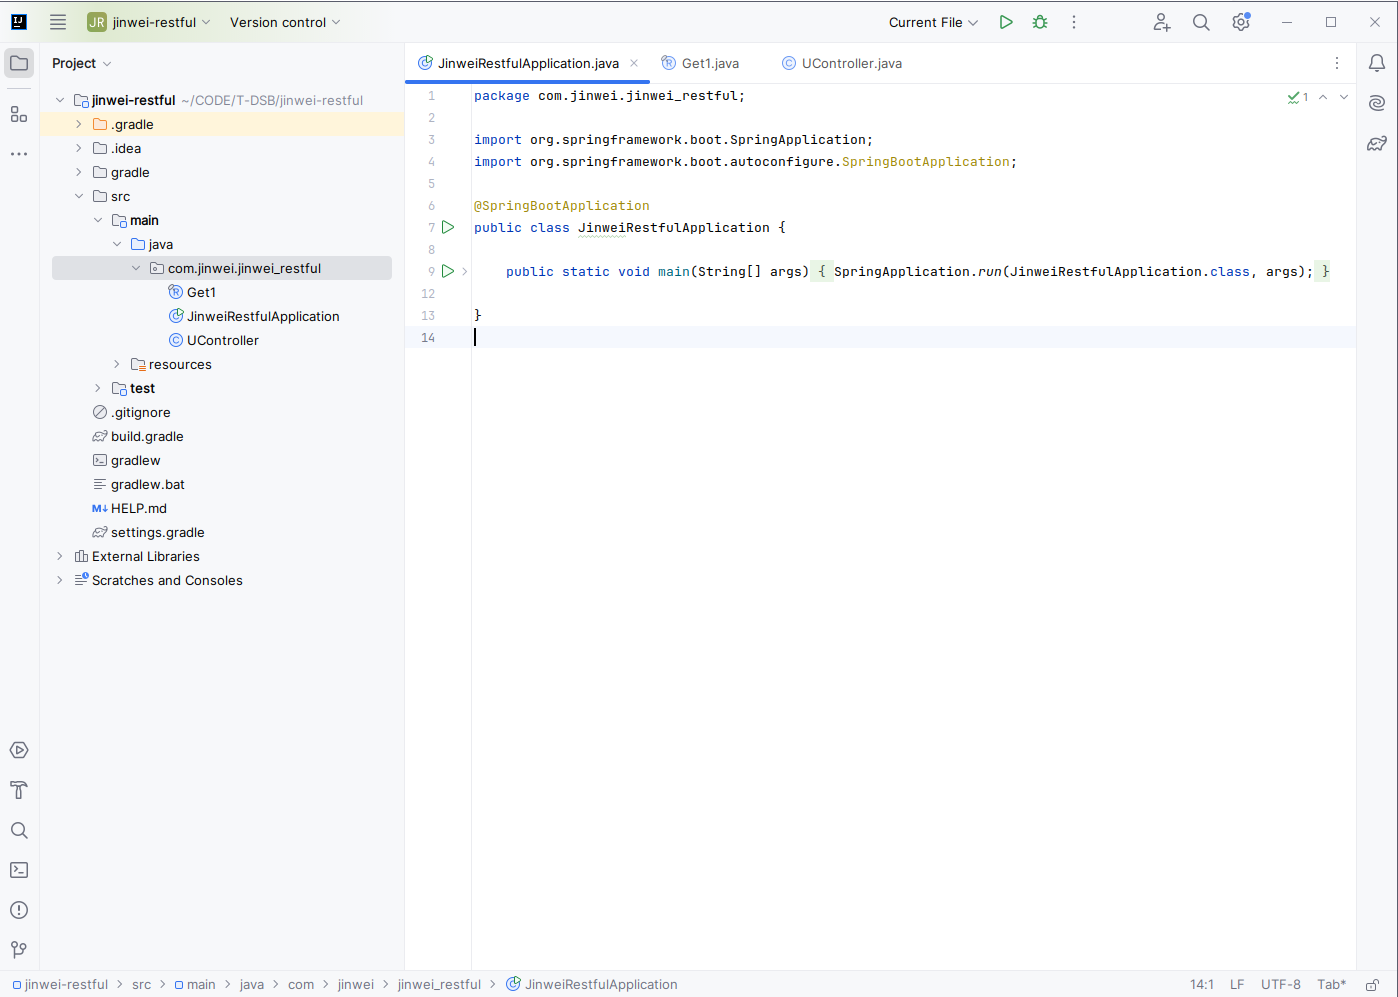 JR jinwei-restful Version control Current File
Project
JinweiRestfulApplication.java Get1.java UController.java
jinwei-restful ~/CODE/T-DSB/jinwei-restful
.gradle
.idea
gradle
src
main
java
com.jinwei.jinwei_restful
Get1
JinweiRestfulApplication
UController
resources
test
.gitignore
build.gradle
gradlew
gradlew.bat
M↓ HELP.md
settings.gradle
External Libraries
Scratches and Consoles
1 package com.jinwei.jinwei_restful;
2
3 import org.springframework.boot.SpringApplication;
4 import org.springframework.boot.autoconfigure.SpringBootApplication;
5
6 @SpringBootApplication
7 public class JinweiRestfulApplication {
8
9 public static void main(String[] args) { SpringApplication.run(JinweiRestfulApplication.class, args); }
12
13 }
14
1
jinwei-restful > src > main > java > com > jinwei > jinwei_restful > JinweiRestfulApplication
14:1 LF UTF-8 Tab*